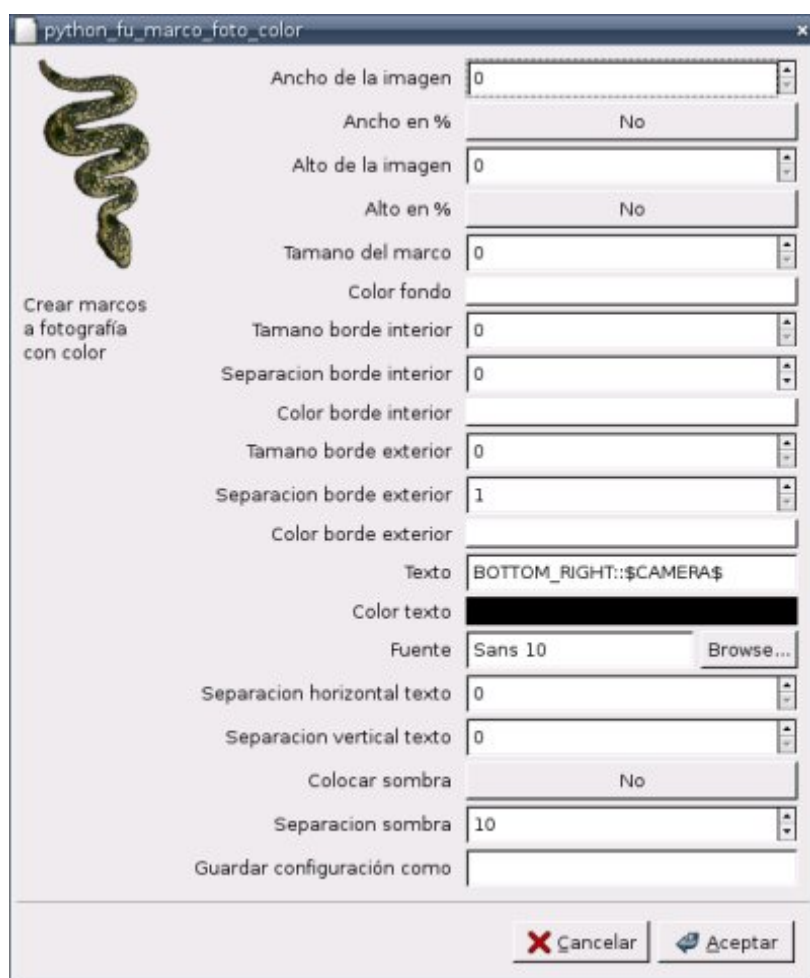 python_fu_marco_foto_color
Crear marcos
a fotografía
con color
Ancho de la imagen 0
Ancho en % No
Alto de la imagen 0
Alto en % No
Tamano del marco 0
Color fondo
Tamano borde interior 0
Separacion borde interior 0
Color borde interior
Tamano borde exterior 0
Separacion borde exterior 1
Color borde exterior
Texto BOTTOM_RIGHT::$CAMERA$
Color texto
Fuente Sans 10 Browse...
Separacion horizontal texto 0
Separacion vertical texto 0
Colocar sombra No
Separacion sombra 10
Guardar configuración como
Cancelar Aceptar